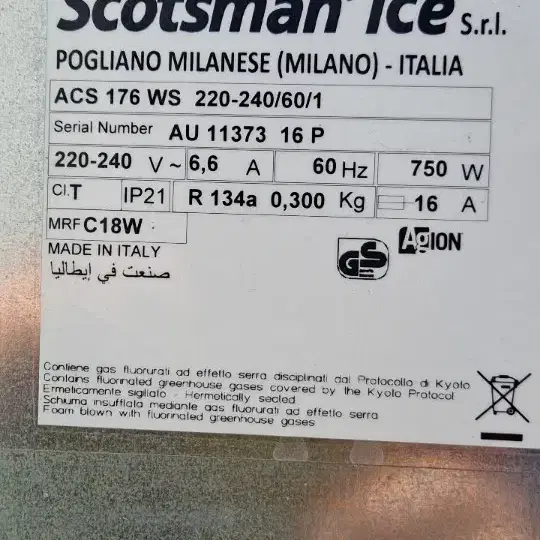 Scotsman Ice S.r.l.
POGLIANO MILANESE (MILANO) - ITALIA
ACS 176 WS 220-240/60/1
Serial Number AU 11373 16 P
220-240 V ~ 6,6 A 60 Hz 750 W
Cl.T IP21 R 134a 0,300 Kg 16 A
MRF C18W
MADE IN ITALY
صنعت في إيطاليا
GS
AgION
Contiene gas fluorurati ad effetto serra disciplinati dal Protocollo di Kyoto
Contains fluorinated greenhouse gases covered by the Kyoto Protocol
Ermeticamente sigillato - Hermetically sealed
Schiuma insufflata mediante gas fluorurati ad effetto serra
Foam blown with fluorinated greenhouse gases